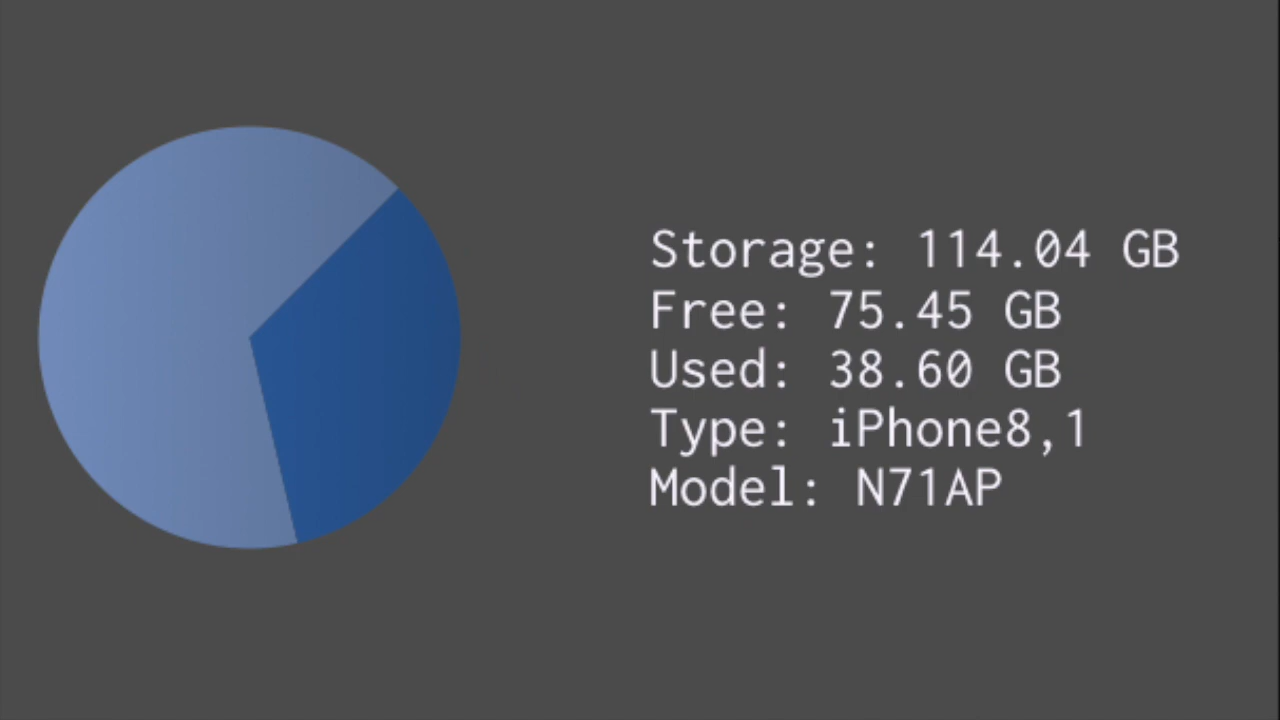 Storage: 114.04 GB
Free: 75.45 GB
Used: 38.60 GB
Type: iPhone8,1
Model: N71AP